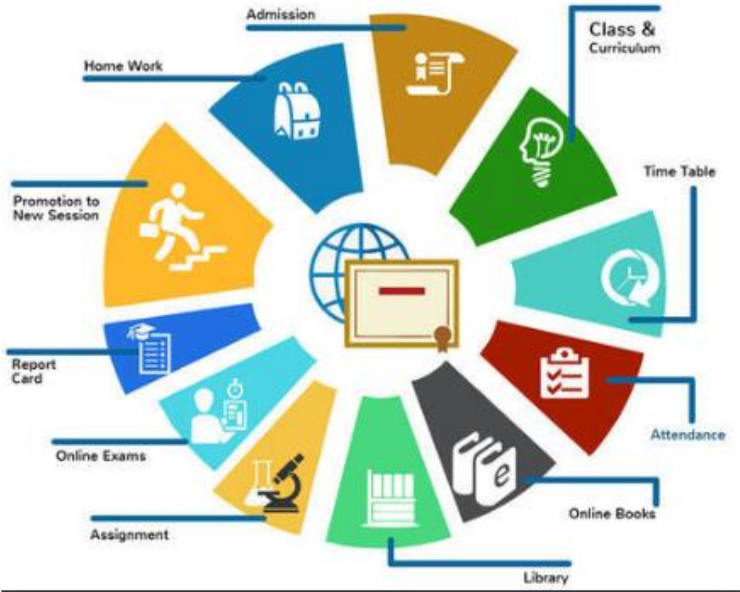 Admission
Class &
Curriculum
Home Work
Time Table
Promotion to
New Session
Report
Card
Attendance
Online Exams
Online Books
Assignment
Library
e